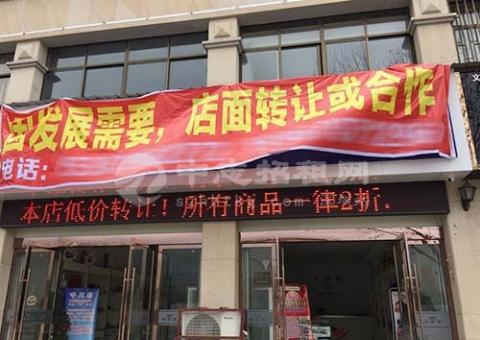 因发展需要，店面转让或合作
电话：
本店低价转让！所有商品一律2折.